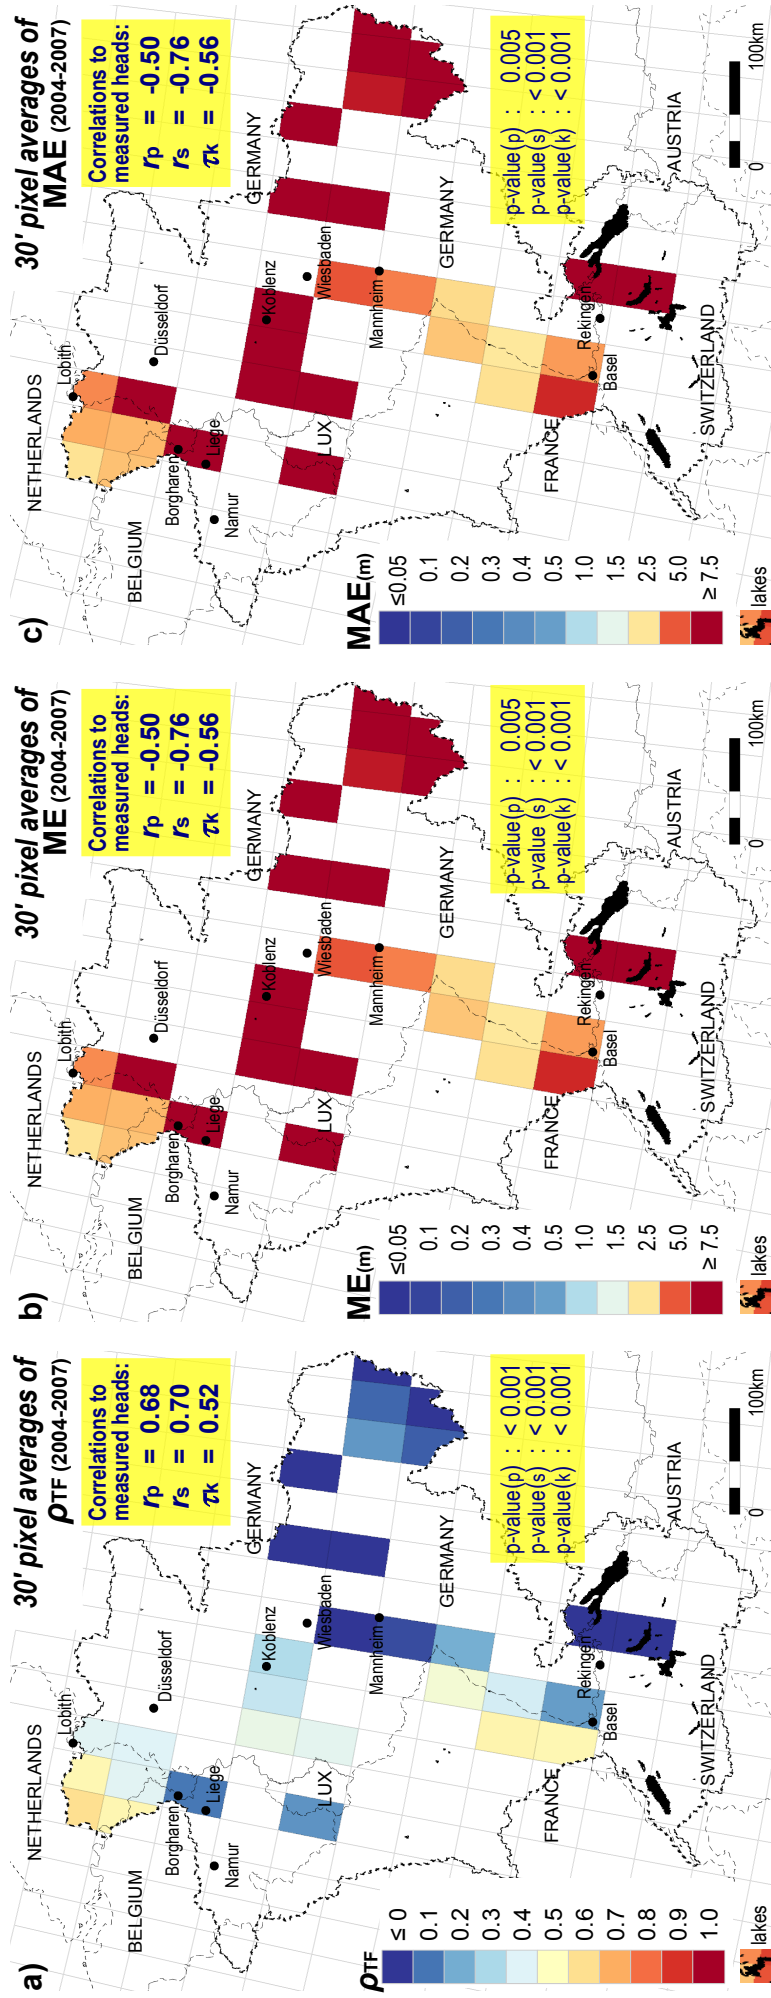 a)
30' pixel averages of
ρTF (2004-2007)
Correlations to
measured heads:
rp = 0.68
rs = 0.70
τk = 0.52
NETHERLANDS
Lobith
Düsseldorf
BELGIUM
Borgharen
Liege
Namur
GERMANY
Koblenz
Wiesbaden
LUX
Mannheim
GERMANY
FRANCE
Rekingen
Basel
SWITZERLAND
AUSTRIA
p-value(p) : < 0.001
p-value(s) : < 0.001
p-value(k) : < 0.001
ρTF
≤ 0
0.1
0.2
0.3
0.4
0.5
0.6
0.7
0.8
0.9
1.0
lakes
0 100km
b)
30' pixel averages of
ME (2004-2007)
Correlations to
measured heads:
rp = -0.50
rs = -0.76
τk = -0.56
NETHERLANDS
Lobith
Düsseldorf
BELGIUM
Borgharen
Liege
Namur
GERMANY
Koblenz
Wiesbaden
LUX
Mannheim
GERMANY
FRANCE
Rekingen
Basel
SWITZERLAND
AUSTRIA
p-value(p) : 0.005
p-value (s) : < 0.001
p-value(k) : < 0.001
ME(m)
≤0.05
0.1
0.2
0.3
0.4
0.5
1.0
1.5
2.5
5.0
≥ 7.5
lakes
0 100km
c)
30' pixel averages of
MAE (2004-2007)
Correlations to
measured heads:
rp = -0.50
rs = -0.76
τk = -0.56
NETHERLANDS
Lobith
Düsseldorf
BELGIUM
Borgharen
Liege
Namur
GERMANY
Koblenz
Wiesbaden
LUX
Mannheim
GERMANY
FRANCE
Rekingen
Basel
SWITZERLAND
AUSTRIA
p-value(p) : 0.005
p-value(s) : < 0.001
p-value(k) : < 0.001
MAE(m)
≤0.05
0.1
0.2
0.3
0.4
0.5
1.0
1.5
2.5
5.0
≥ 7.5
lakes
0 100km